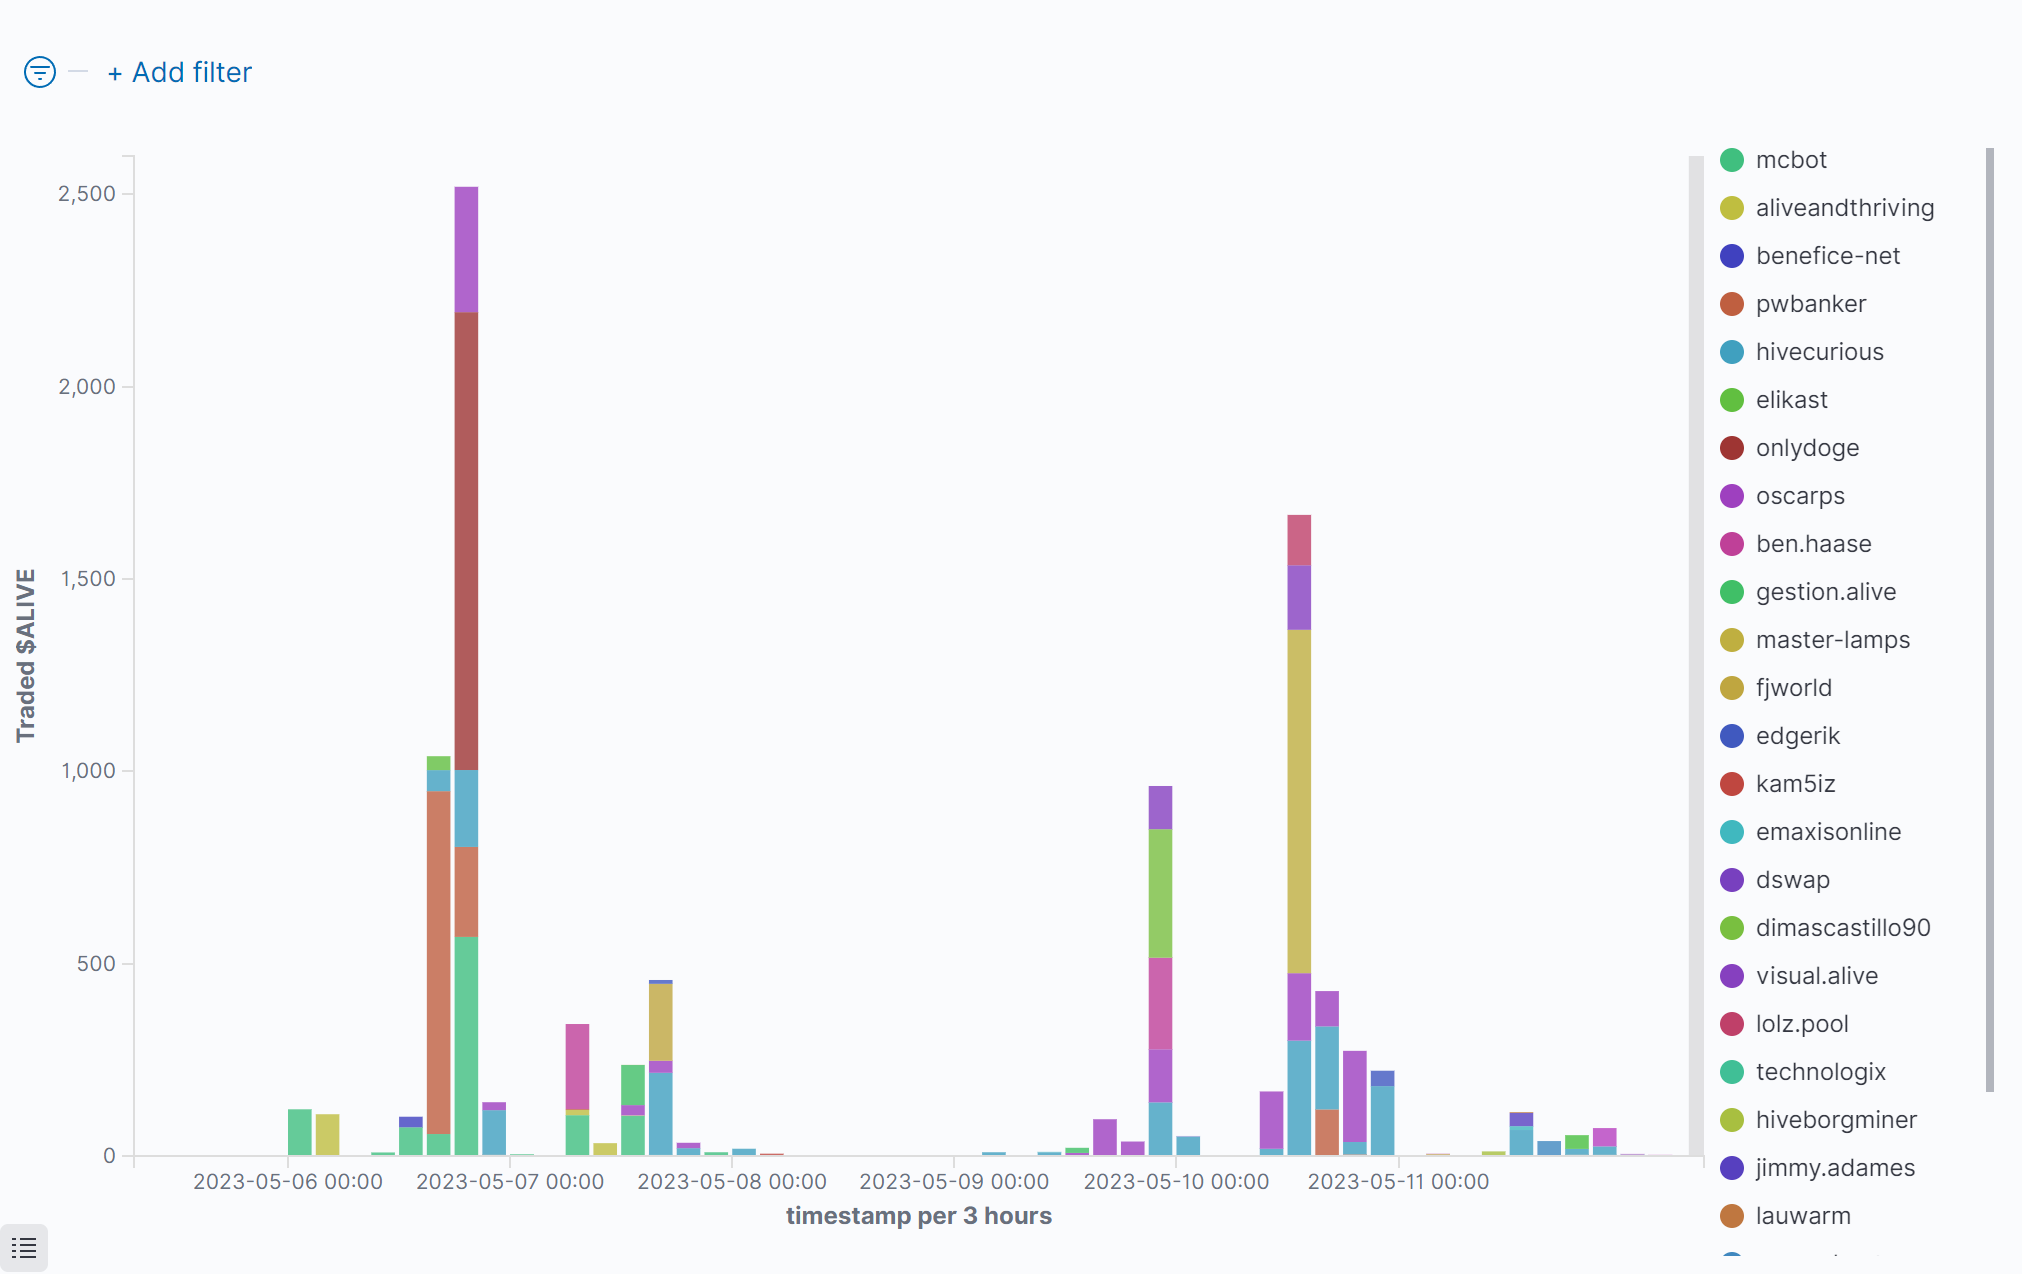 + Add filter
2,500
2,000
1,500
1,000
500
0
Traded $ALIVE
2023-05-06 00:00
2023-05-07 00:00
2023-05-08 00:00
2023-05-09 00:00
2023-05-10 00:00
2023-05-11 00:00
timestamp per 3 hours
mcbot
aliveandthriving
benefice-net
pwbanker
hivecurious
elikast
onlydoge
oscarps
ben.haase
gestion.alive
master-lamps
fjworld
edgerik
kam5iz
emaxisonline
dswap
dimascastillo90
visual.alive
lolz.pool
technologix
hiveborgminer
jimmy.adames
lauwarm